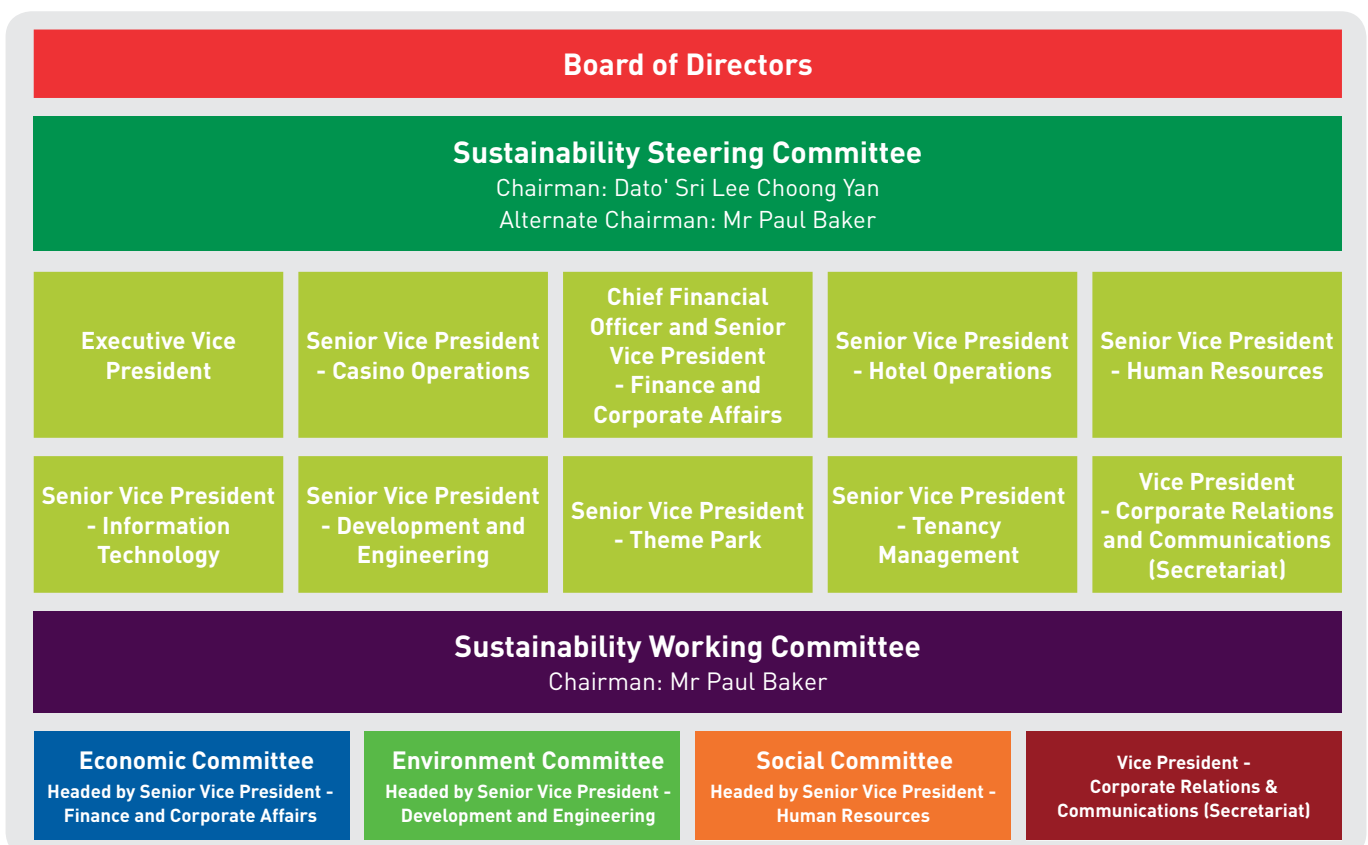 Board of Directors
Sustainability Steering Committee
Chairman: Dato' Sri Lee Choong Yan
Alternate Chairman: Mr Paul Baker
Executive Vice
President
Senior Vice President
- Casino Operations
Chief Financial
Officer and Senior
Vice President
- Finance and
Corporate Affairs
Senior Vice President
- Hotel Operations
Senior Vice President
- Human Resources
Senior Vice President
- Information
Technology
Senior Vice President
- Development and
Engineering
Senior Vice President
- Theme Park
Senior Vice President
- Tenancy
Management
Vice President
- Corporate Relations
and Communications
(Secretariat)
Sustainability Working Committee
Chairman: Mr Paul Baker
Economic Committee
Headed by Senior Vice President -
Finance and Corporate Affairs
Environment Committee
Headed by Senior Vice President -
Development and Engineering
Social Committee
Headed by Senior Vice President -
Human Resources
Vice President -
Corporate Relations &
Communications (Secretariat)